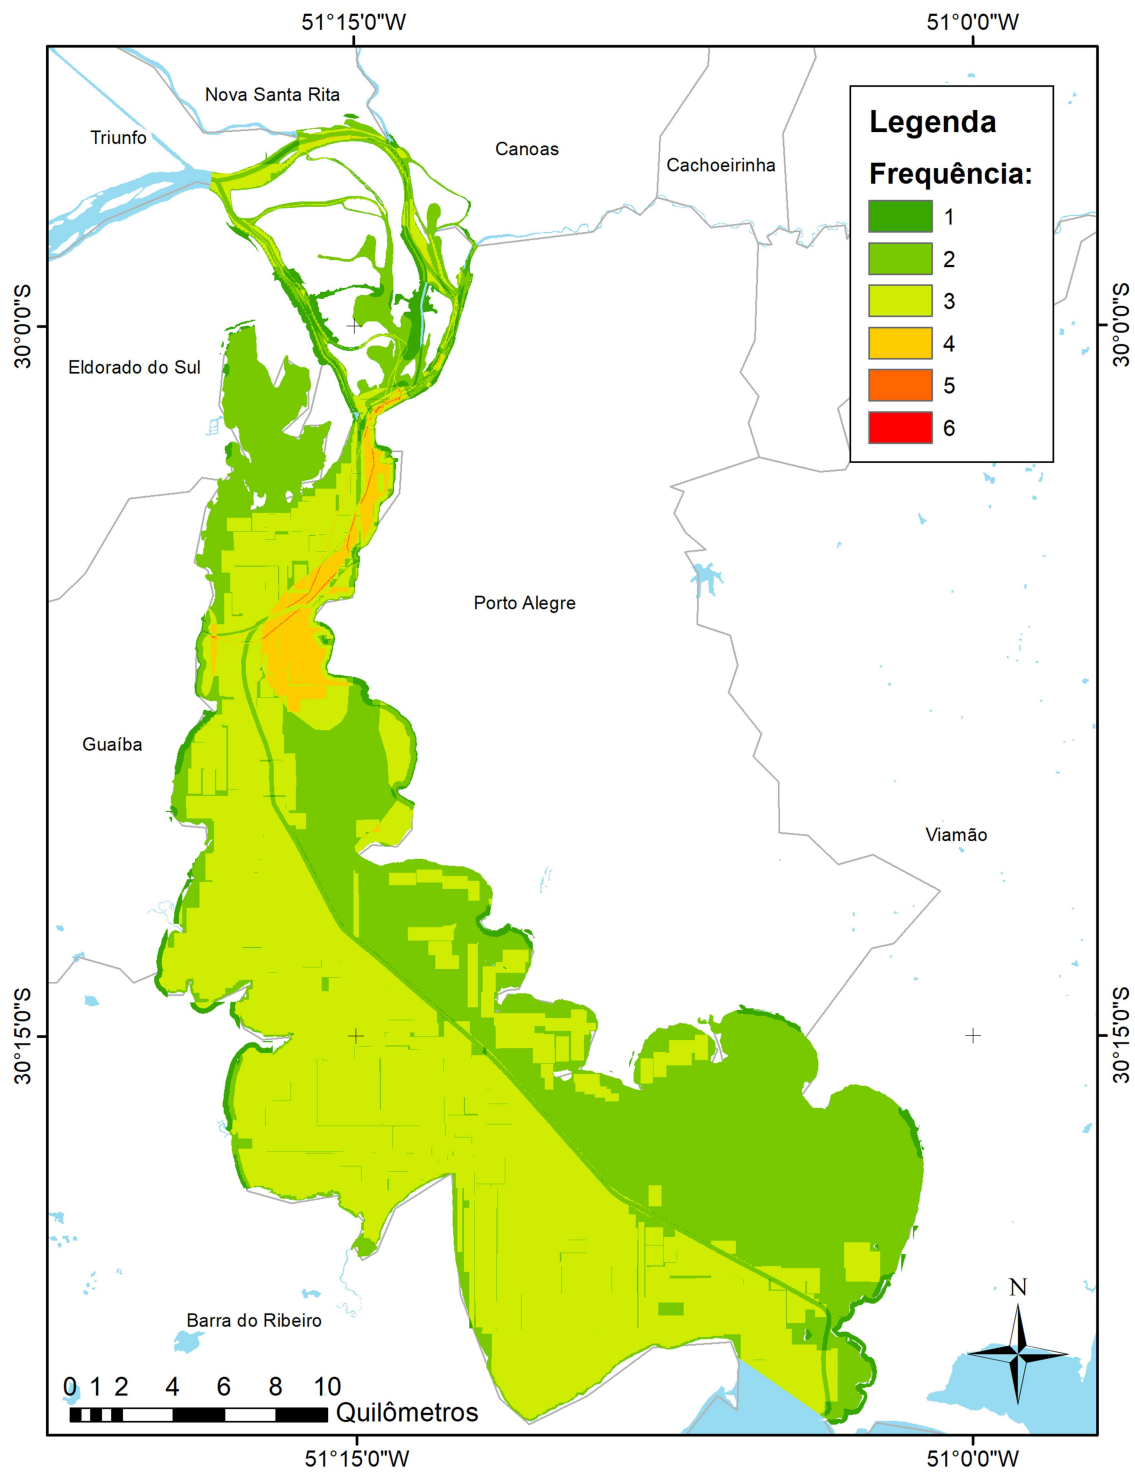 51°15'0"W
51°0'0"W
Nova Santa Rita
Triunfo
Canoas
Cachoeirinha
Legenda
Frequência:
1
2
3
4
5
6
30°0'0"S
30°0'0"S
Eldorado do Sul
Porto Alegre
Guaíba
Viamão
30°15'0"S
30°15'0"S
Barra do Ribeiro
N
0 1 2 4 6 8 10
Quilômetros
51°15'0"W
51°0'0"W